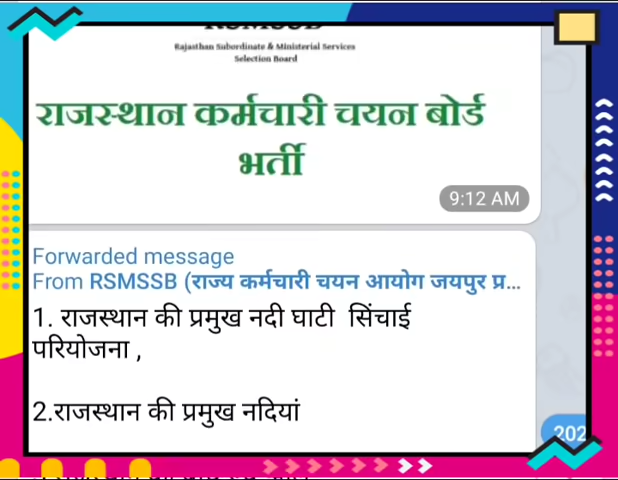 Rajasthan Subordinate & Ministerial Services
Selection Board
राजस्थान कर्मचारी चयन बोर्ड
भर्ती
9:12 AM
Forwarded message
From RSMSSB (राज्य कर्मचारी चयन आयोग जयपुर प्र...
1. राजस्थान की प्रमुख नदी घाटी सिंचाई
परियोजना ,
2.राजस्थान की प्रमुख नदियां
202